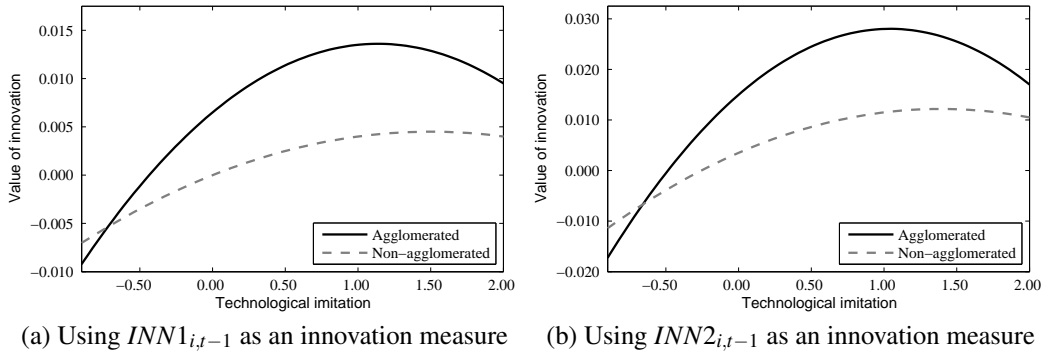 0.015
0.010
0.005
0.000
−0.005
−0.010
Value of innovation
−0.50 0.00 0.50 1.00 1.50 2.00
Technological imitation
Agglomerated
Non−agglomerated
(a) Using INN1i,t−1 as an innovation measure
0.030
0.020
0.010
0.000
−0.010
−0.020
Value of innovation
−0.50 0.00 0.50 1.00 1.50 2.00
Technological imitation
Agglomerated
Non−agglomerated
(b) Using INN2i,t−1 as an innovation measure